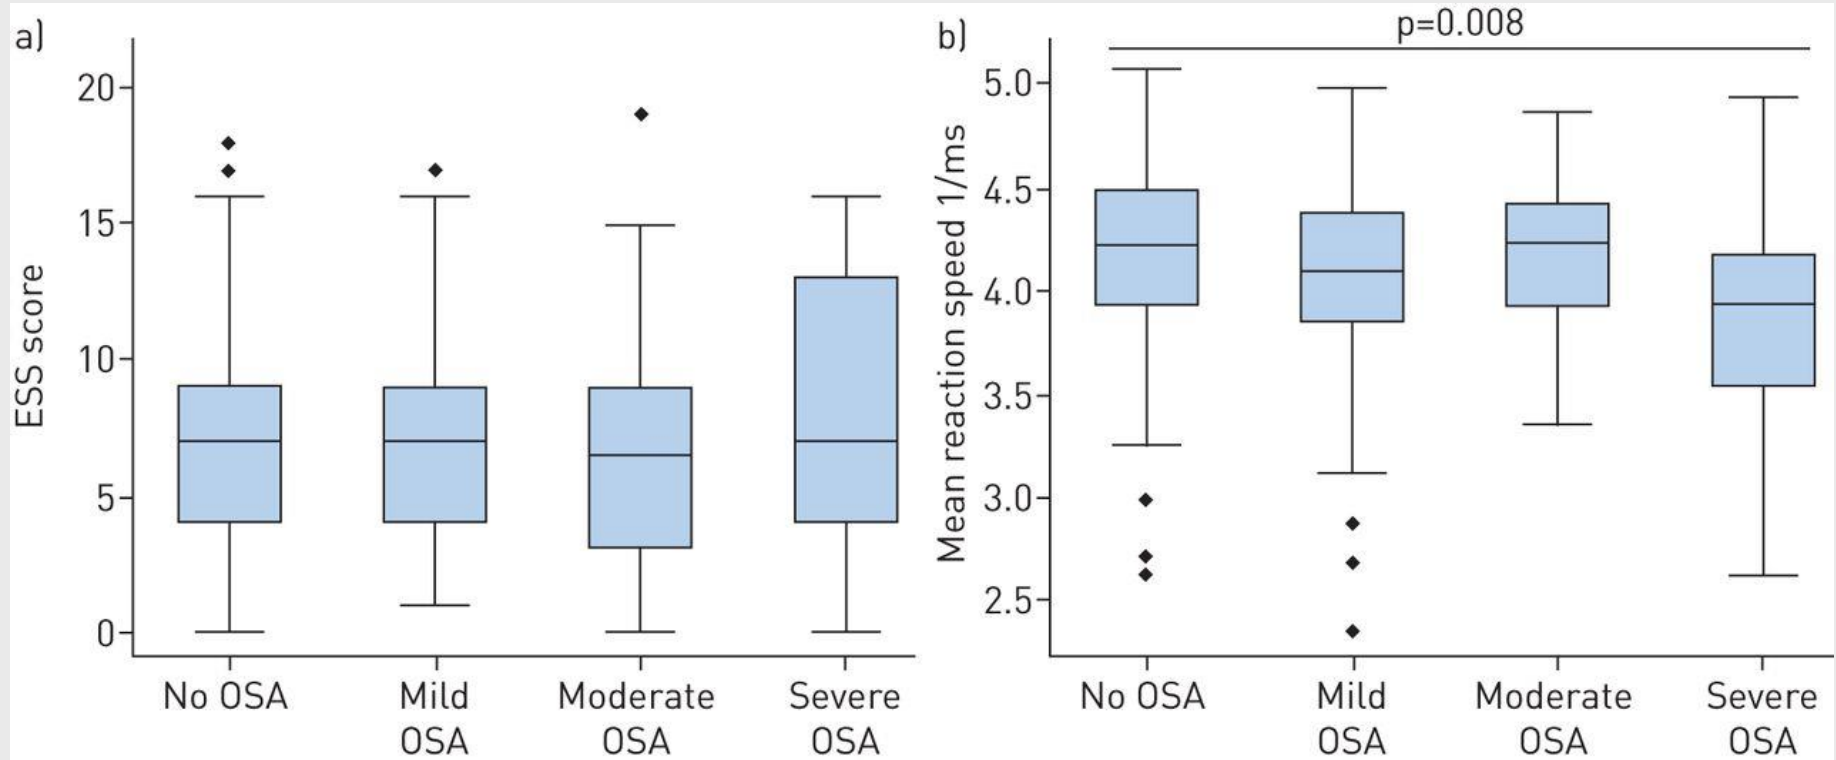 a)
ESS score
20
15
10
5
0
No OSA
Mild
OSA
Moderate
OSA
Severe
OSA
b)
p=0.008
Mean reaction speed 1/ms
5.0
4.5
4.0
3.5
3.0
2.5
No OSA
Mild
OSA
Moderate
OSA
Severe
OSA